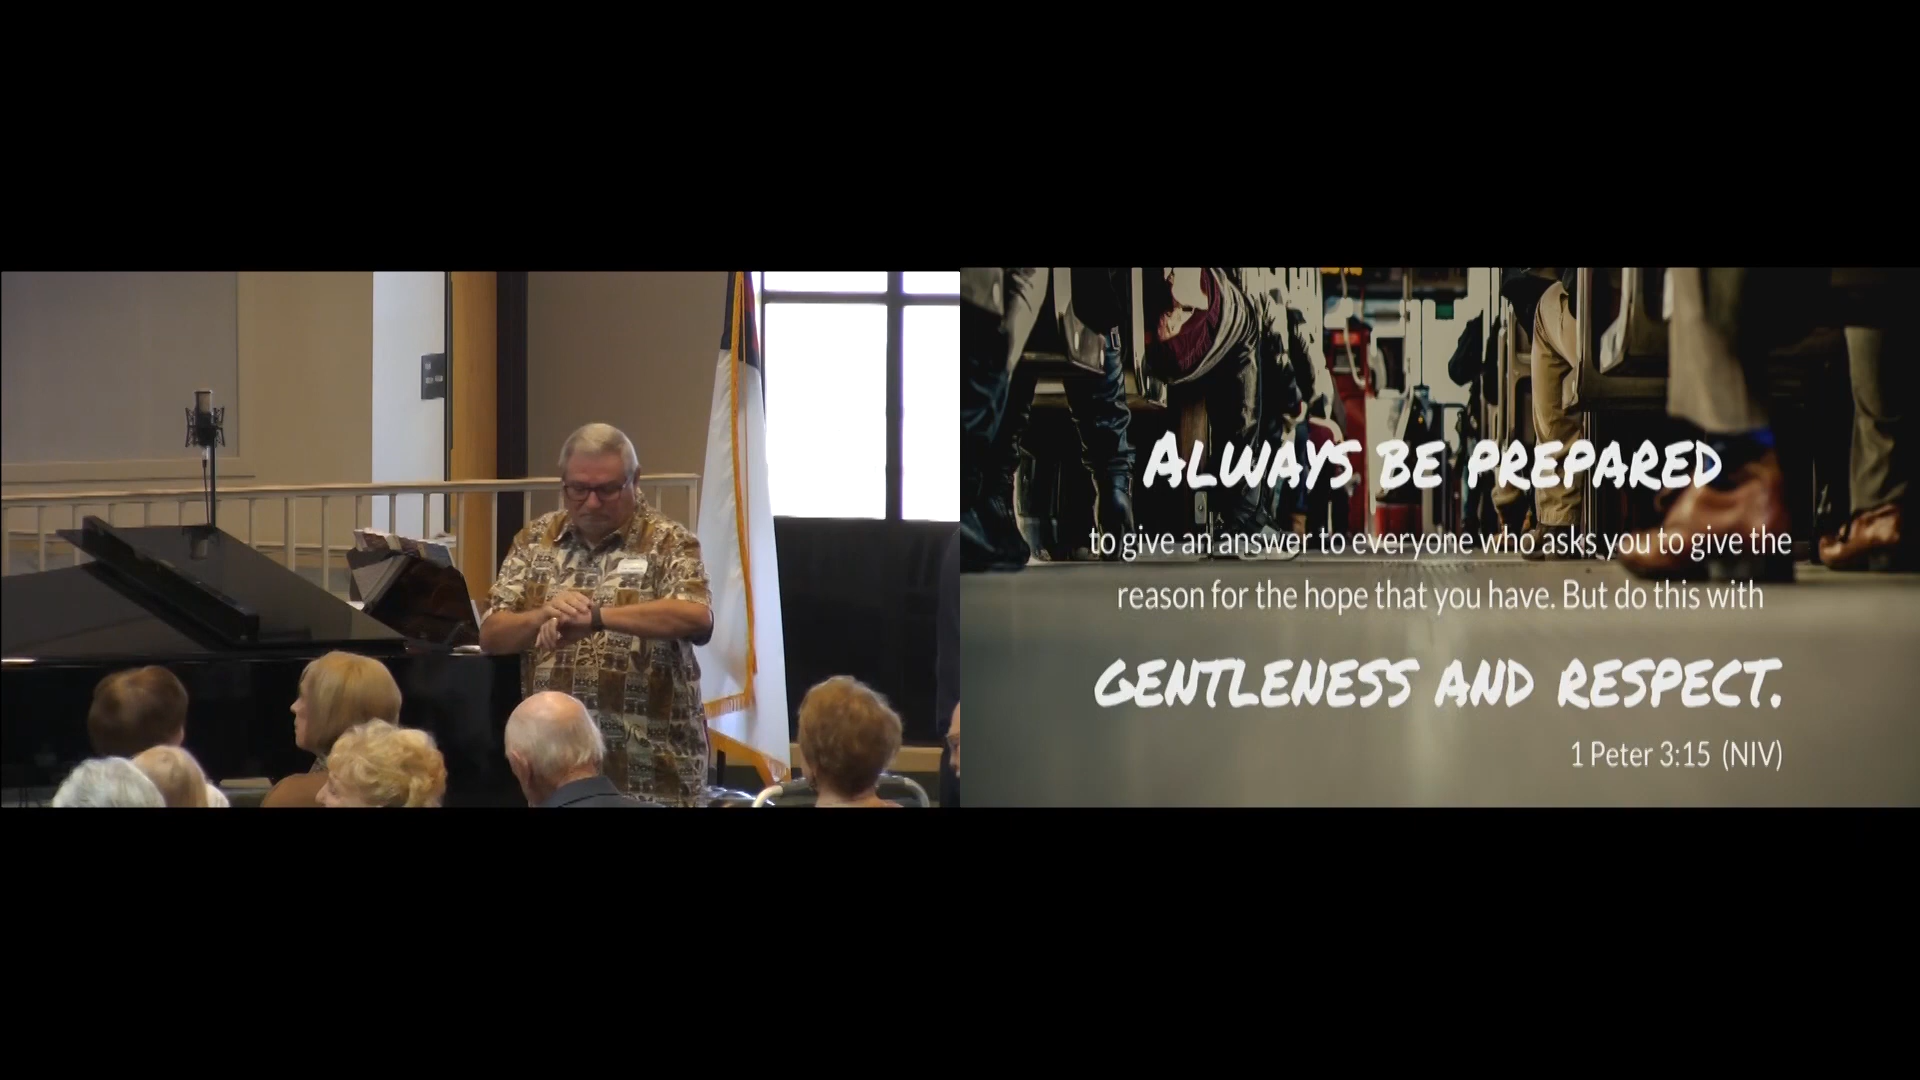 ALWAYS BE PREPARED
to give an answer to everyone who asks you to give the
reason for the hope that you have. But do this with
GENTLENESS AND RESPECT.
1 Peter 3:15 (NIV)